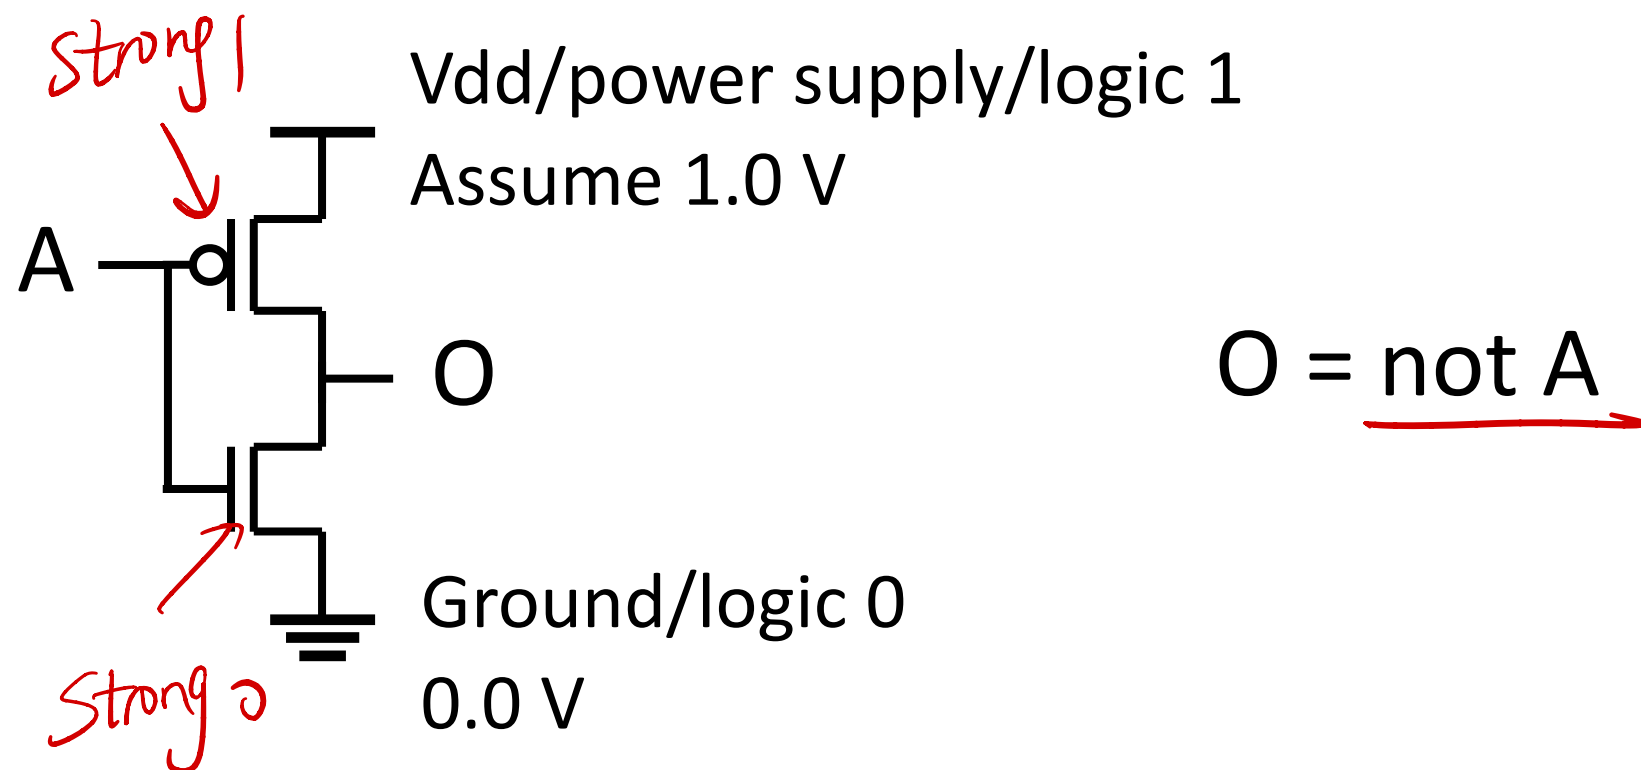 strong 1
Vdd/power supply/logic 1
Assume 1.0 V
A
O
O = not A
Ground/logic 0
strong 0
0.0 V